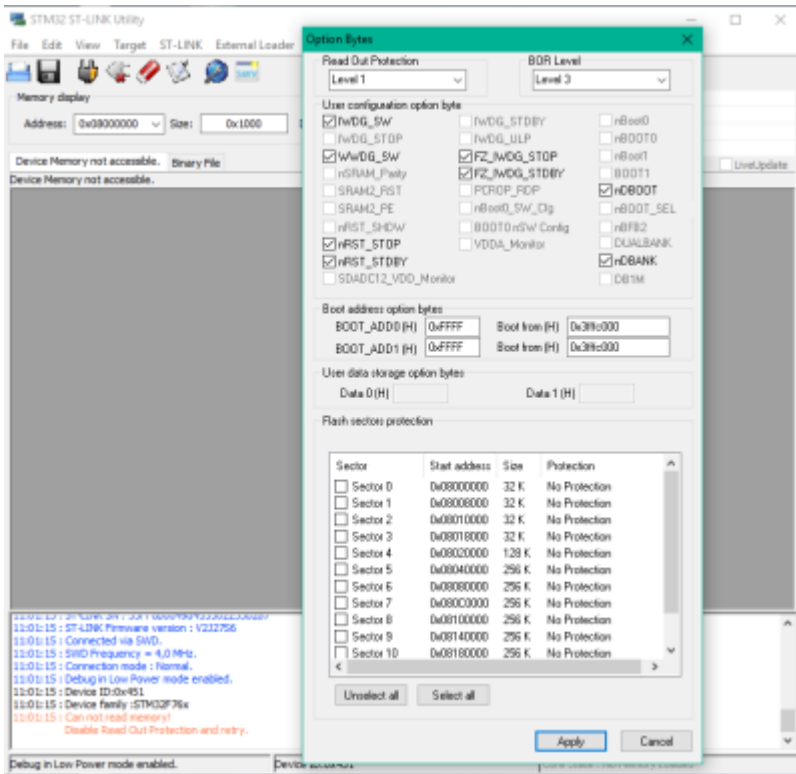 STM32 ST-LINK Utility
File Edit View Target ST-LINK External Loader
Memory display
Address: 0x08000000 Size: 0x1000
Device Memory not accessible. Binary File
LiveUpdate
Device Memory not accessible.
Option Bytes
Read Out Protection BOR Level
Level 1 Level 3
User configuration option byte
IWDG_SW IWDG_STDBY nBoot0
IWDG_STOP IWDG_ULP nBOOT0
WWDG_SW FZ_IWDG_STOP nBoot1
nSRAM_Parity FZ_IWDG_STDBY BOOT1
SRAM2_RST PCROP_RDP nDBOOT
SRAM2_PE nBoot0_SW_Cfg nBOOT_SEL
nRST_SHDW BOOT0nSW Config nBFB2
nRST_STOP VDDA_Monitor DUALBANK
nRST_STDBY nDBANK
SDADC12_VDD_Monitor DB1M
Boot address option bytes
BOOT_ADD0 (H) 0xFFFF Boot from (H) 0x3fffc000
BOOT_ADD1 (H) 0xFFFF Boot from (H) 0x3fffc000
User data storage option bytes
Data 0 (H) Data 1 (H)
Flash sectors protection
Sector Start address Size Protection
Sector 0 0x08000000 32 K No Protection
Sector 1 0x08008000 32 K No Protection
Sector 2 0x08010000 32 K No Protection
Sector 3 0x08018000 32 K No Protection
Sector 4 0x08020000 128 K No Protection
Sector 5 0x08040000 256 K No Protection
Sector 6 0x08080000 256 K No Protection
Sector 7 0x080C0000 256 K No Protection
Sector 8 0x08100000 256 K No Protection
Sector 9 0x08140000 256 K No Protection
Sector 10 0x08180000 256 K No Protection
Unselect all Select all
Apply Cancel
11:01:15 : ST-LINK Firmware version : V2J27S6
11:01:15 : Connected via SWD.
11:01:15 : SWD Frequency = 4,0 MHz.
11:01:15 : Connection mode : Normal.
11:01:15 : Debug in Low Power mode enabled.
11:01:15 : Device ID:0x451
11:01:15 : Device family :STM32F76x
11:01:15 : Can not read memory!
Disable Read Out Protection and retry.
Debug in Low Power mode enabled.